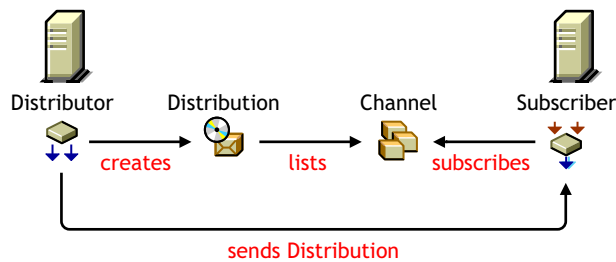 Distributor
Distribution
Channel
Subscriber
creates
lists
subscribes
sends Distribution